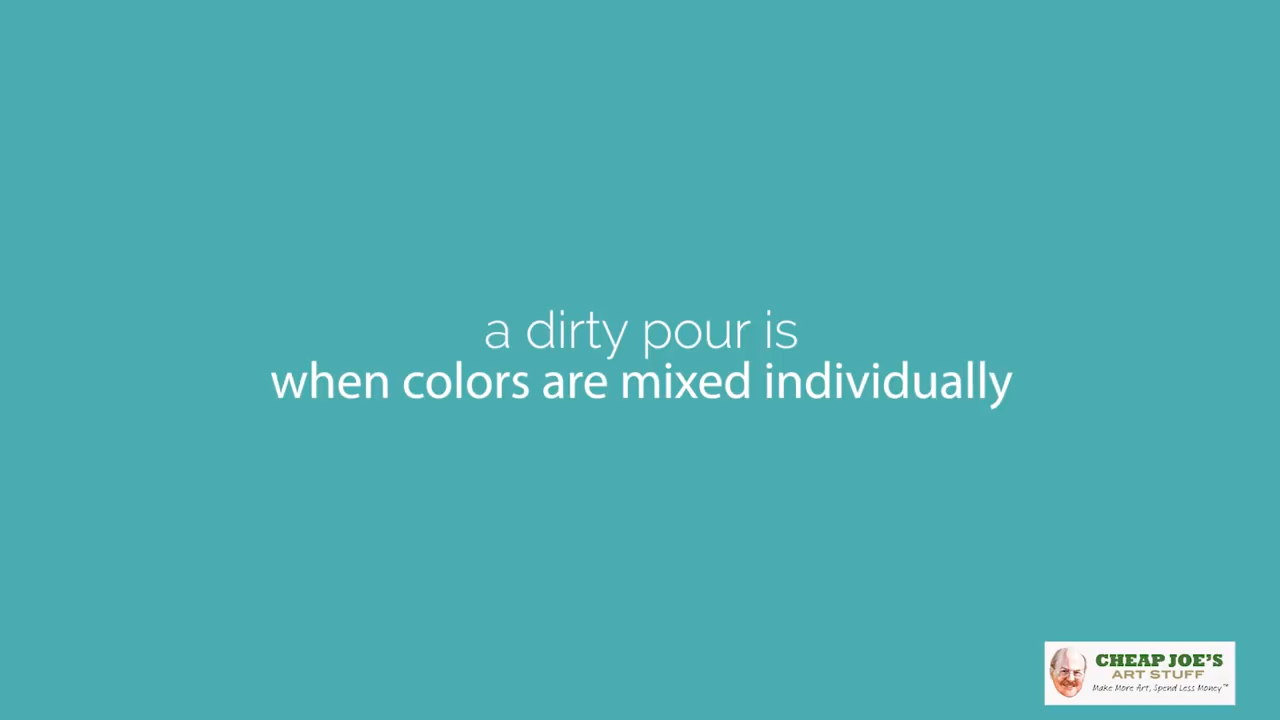 a dirty pour is
when colors are mixed individually
CHEAP JOE'S
ART STUFF
Make More Art, Spend Less Money™